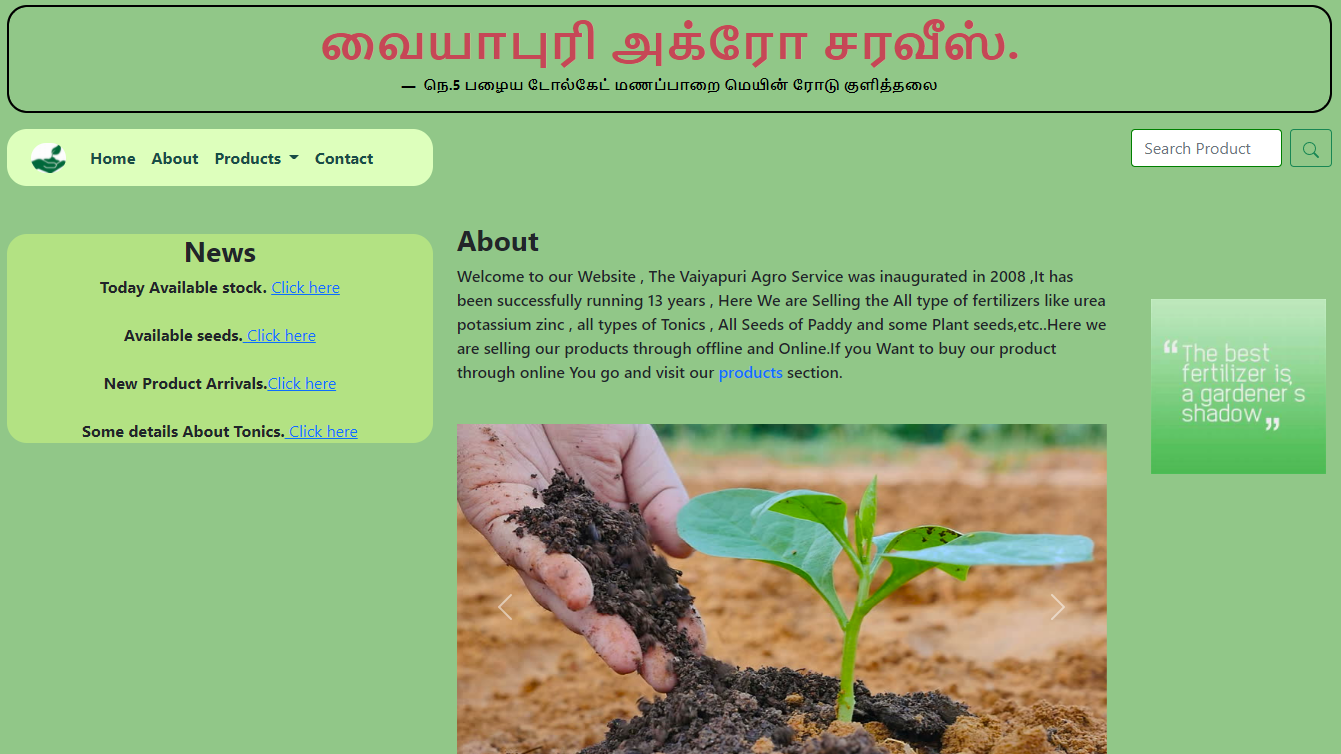 வையாபுரி அக்ரோ சரவீஸ்.
— நெ.5 பழைய டோல்கேட் மணப்பாறை மெயின் ரோடு குளித்தலை
Home About Products Contact
Search Product
News
Today Available stock. Click here
Available seeds. Click here
New Product Arrivals.Click here
Some details About Tonics. Click here
About
Welcome to our Website , The Vaiyapuri Agro Service was inaugurated in 2008 ,It has
been successfully running 13 years , Here We are Selling the All type of fertilizers like urea
potassium zinc , all types of Tonics , All Seeds of Paddy and some Plant seeds,etc..Here we
are selling our products through offline and Online.If you Want to buy our product
through online You go and visit our products section.
“The best
fertilizer is,
a gardener's
shadow„